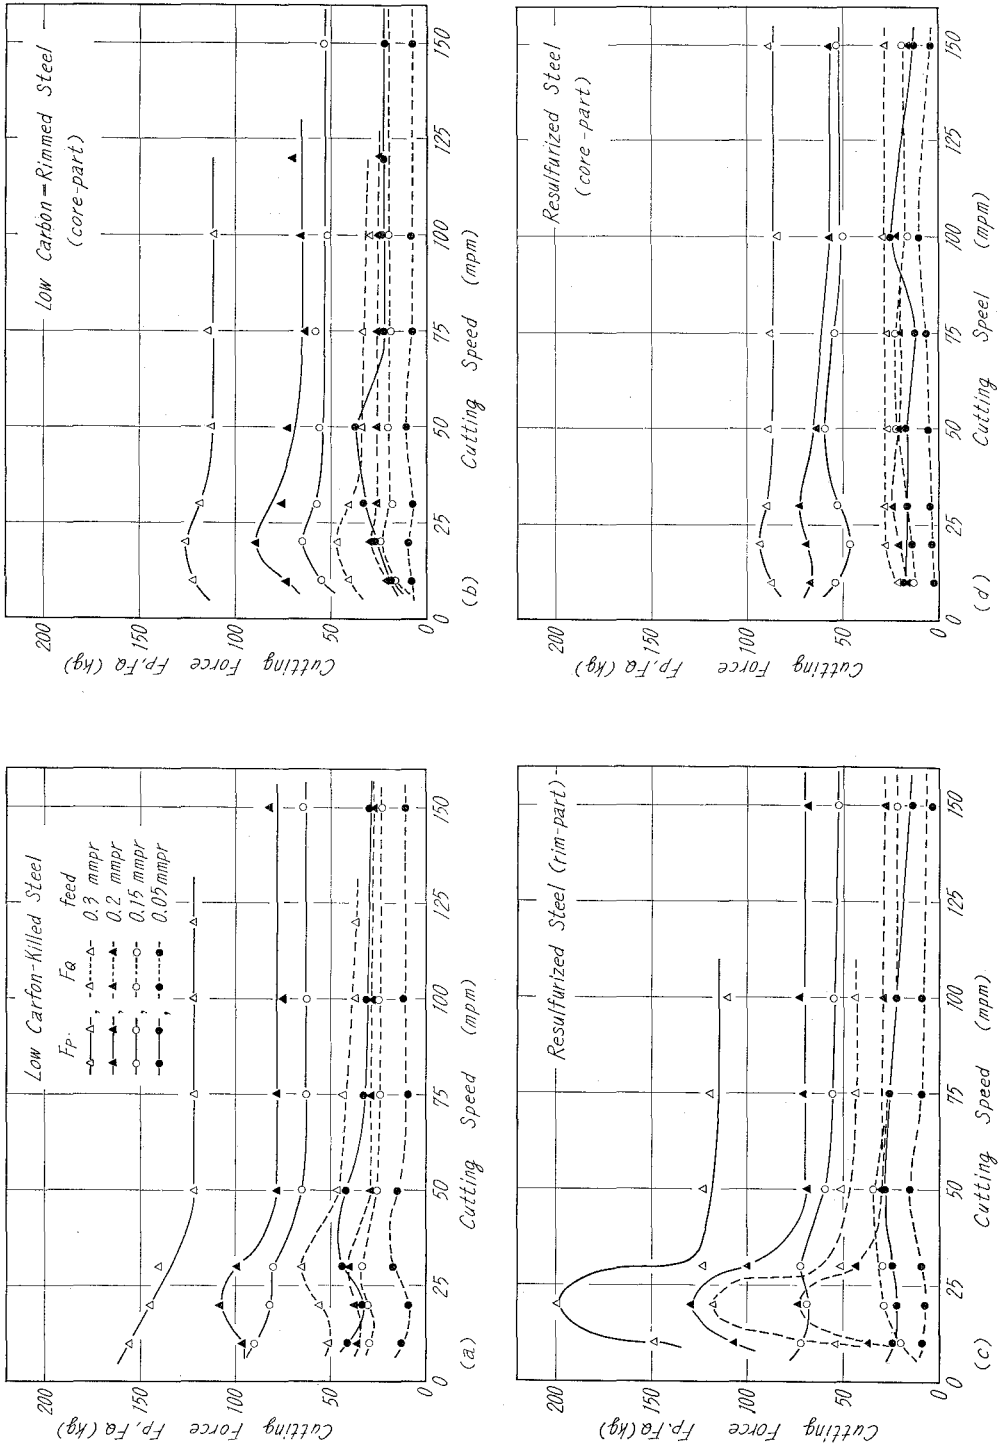 Low Carfon-Killed Steel
Fp. FQ feed
, 0.3 mmpr
, 0.2 mmpr
, 0.15 mmpr
, 0.05 mmpr
200
150
100
50
0
Cutting Force
Fp, FQ (kg)
0 25 50 75 100 125 150
(a) Cutting Speed (mpm)
Low Carbon-Rimmed Steel
(core-part)
200
150
100
50
0
Cutting Force
Fp, FQ (kg)
0 25 50 75 100 125 150
(b) Cutting Speed (mpm)
Resulfurized Steel (rim-part)
200
150
100
50
0
Cutting Force
Fp. FQ (kg)
0 25 50 75 100 125 150
(c) Cutting Speed (mpm)
Resulfurized Steel
(core-part)
200
150
100
50
0
Cutting Force
Fp, FQ (kg)
0 25 50 75 100 125 150
(d) Cutting Speel (mpm)